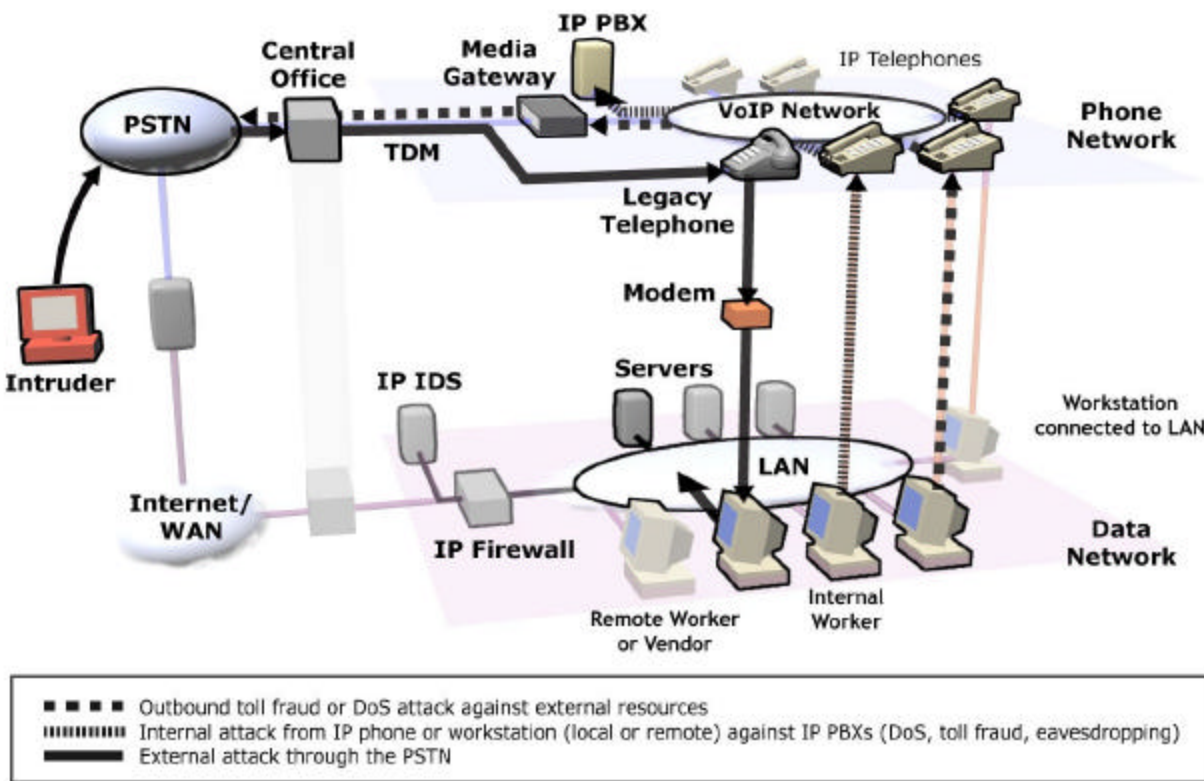 IP PBX
Central
Office
Media
Gateway
IP Telephones
PSTN
VoIP Network
Phone
Network
TDM
Legacy
Telephone
Modem
Intruder
IP IDS
Servers
Workstation
connected to LAN
LAN
Internet/
WAN
IP Firewall
Data
Network
Remote Worker
or Vendor
Internal
Worker
Outbound toll fraud or DoS attack against external resources
Internal attack from IP phone or workstation (local or remote) against IP PBXs (DoS, toll fraud, eavesdropping)
External attack through the PSTN